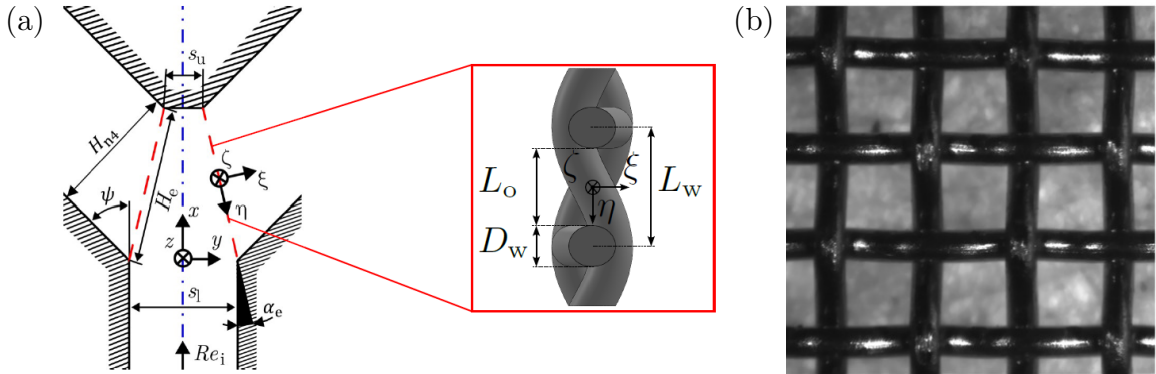 (a)
s_u
H_n4
ψ
H_e
x
z
y
ζ
ξ
η
s_l
α_e
Re_i
L_o
D_w
ζ
ξ
η
L_w
(b)